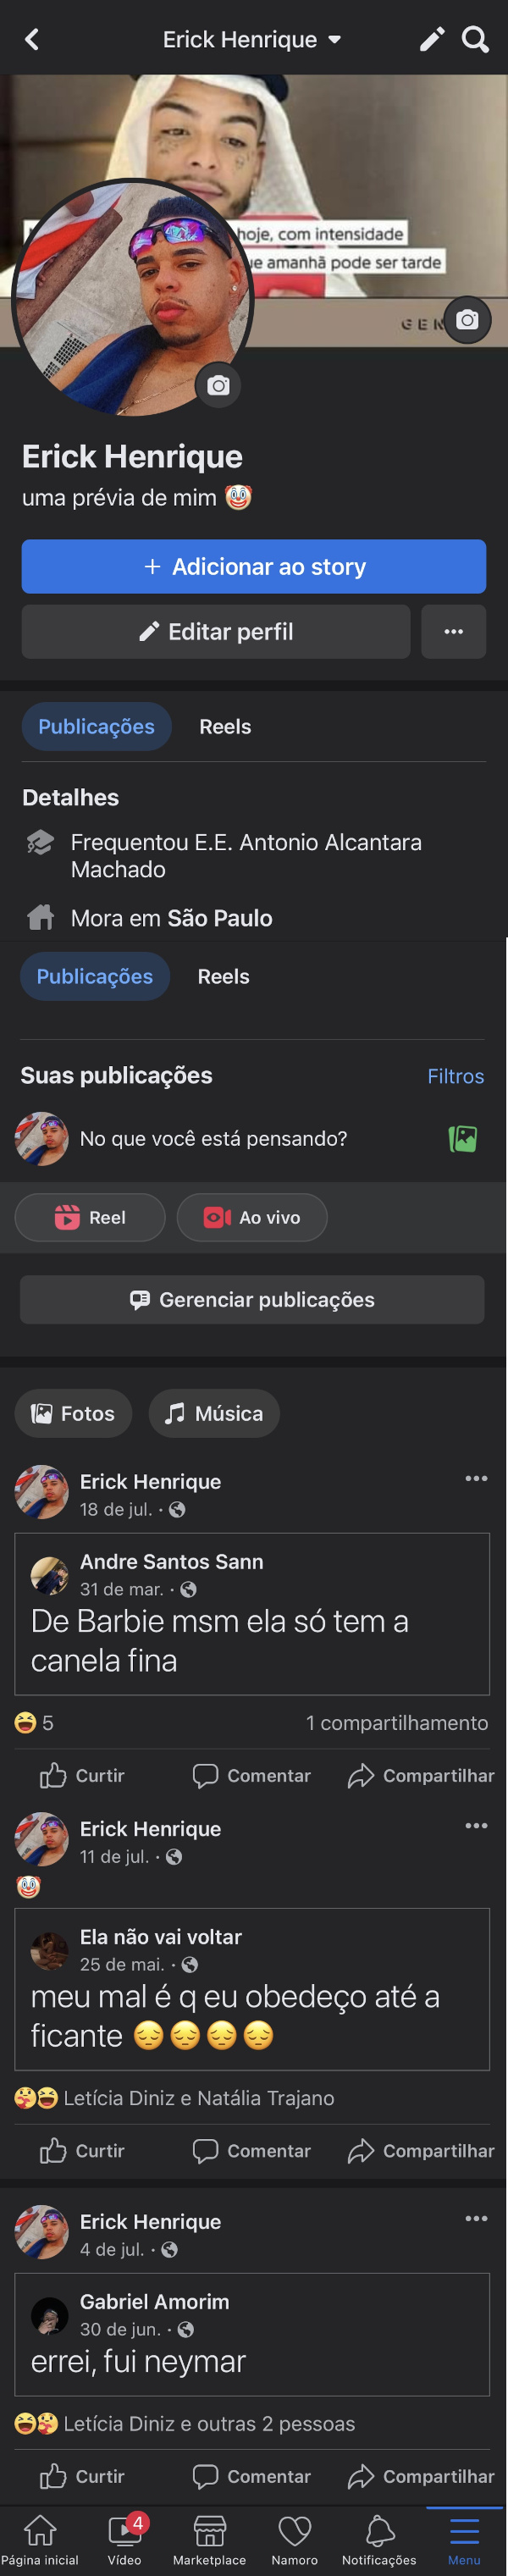 Erick Henrique
hoje, com intensidade
e amanhã pode ser tarde
GEN
Erick Henrique
uma prévia de mim 🤡
+ Adicionar ao story
Editar perfil
Publicações Reels
Detalhes
Frequentou E.E. Antonio Alcantara
Machado
Mora em São Paulo
Publicações Reels
Suas publicações Filtros
No que você está pensando?
Reel Ao vivo
Gerenciar publicações
Fotos Música
Erick Henrique
18 de jul. ·
Andre Santos Sann
31 de mar. ·
De Barbie msm ela só tem a
canela fina
😆 5 1 compartilhamento
Curtir Comentar Compartilhar
Erick Henrique
11 de jul. ·
🤡
Ela não vai voltar
25 de mai. ·
meu mal é q eu obedeço até a
ficante 😔😔😔😔
Letícia Diniz e Natália Trajano
Curtir Comentar Compartilhar
Erick Henrique
4 de jul. ·
Gabriel Amorim
30 de jun. ·
errei, fui neymar
Letícia Diniz e outras 2 pessoas
Curtir Comentar Compartilhar
4
Página inicial Vídeo Marketplace Namoro Notificações Menu